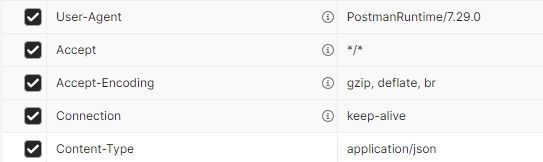 User-Agent PostmanRuntime/7.29.0
Accept */*
Accept-Encoding gzip, deflate, br
Connection keep-alive
Content-Type application/json